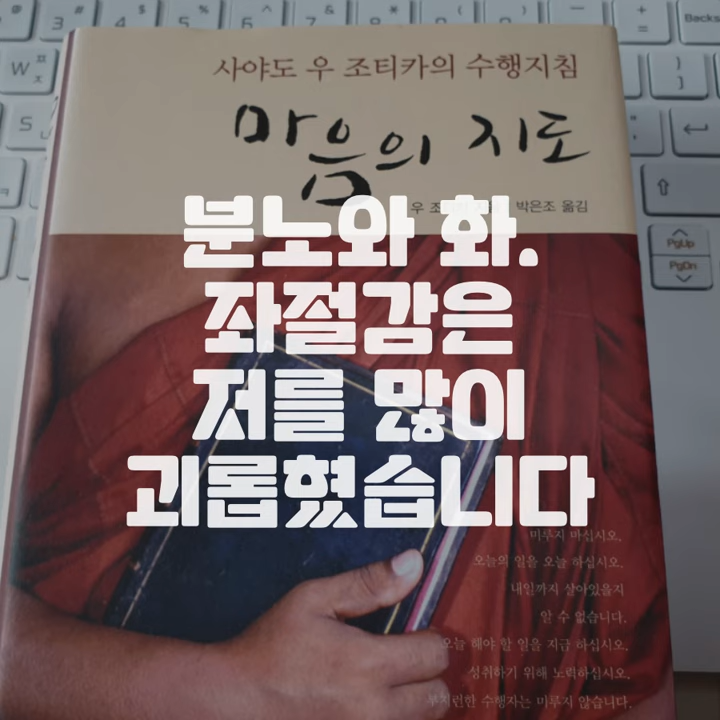 사야도 우 조티카의 수행지침
마음의 지도
우 조 박은조 옮김
분노와 화.
좌절감은
저를 많이
괴롭혔습니다
미루지 마십시오.
오늘의 일을 오늘 하십시오.
내일까지 살아있을지
알 수 없습니다.
오늘 해야 할 일을 지금 하십시오.
성취하기 위해 노력하십시오.
부지런한 수행자는 미루지 않습니다.
Backs
W
ㅉ
ㅈ
S
PgUp
PgDn